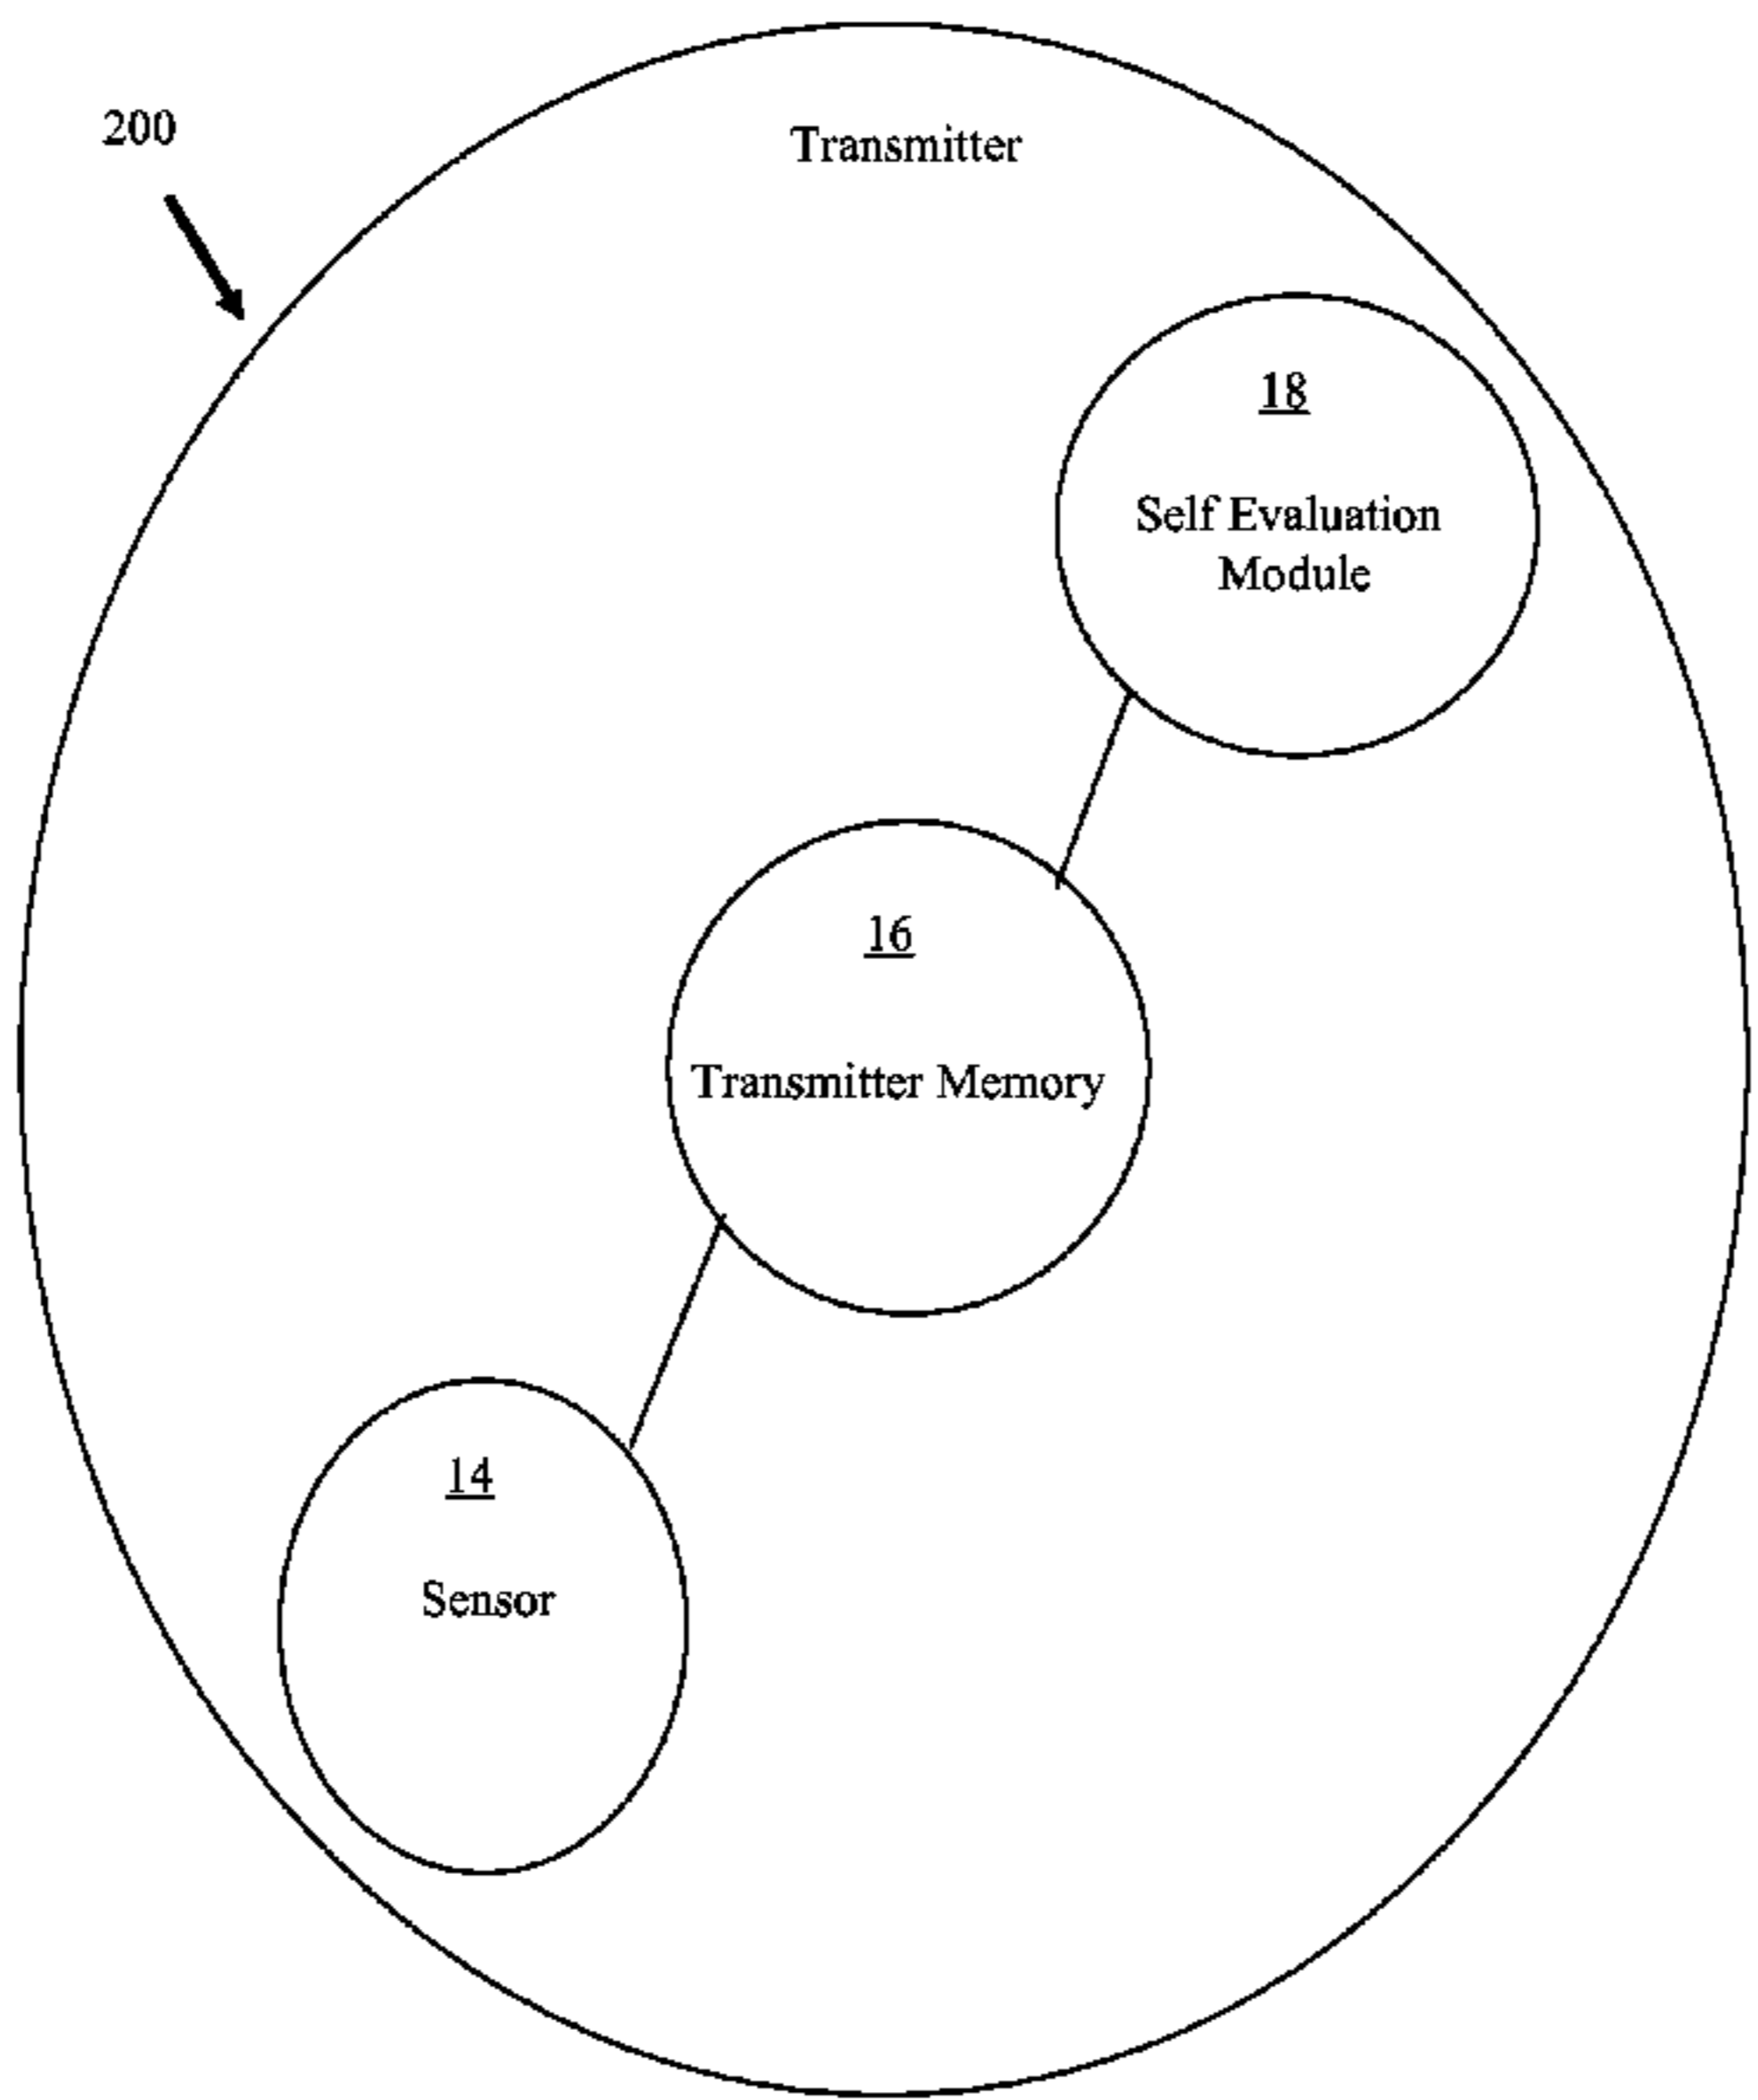 200
Transmitter
18
Self Evaluation
Module
16
Transmitter Memory
14
Sensor